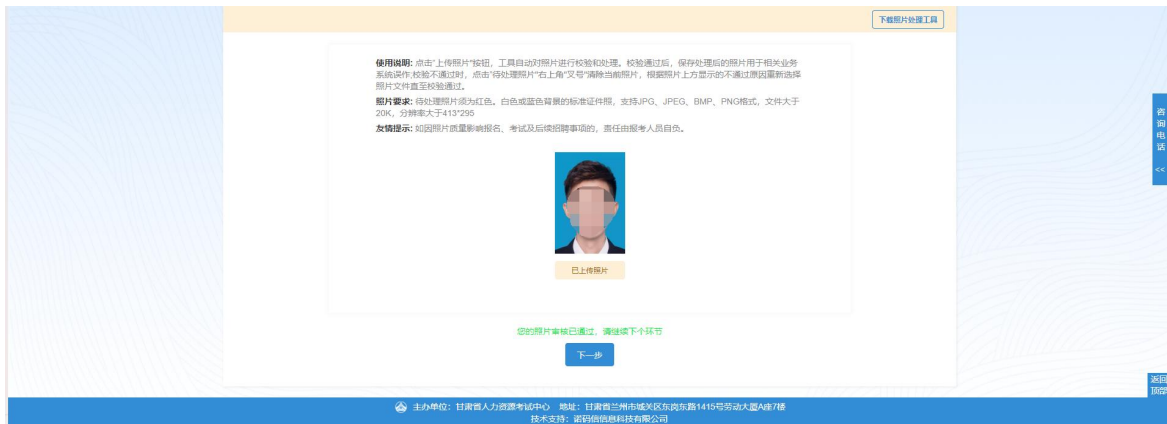 下载照片处理工具
使用说明: 点击"上传照片"按钮，工具自动对照片进行校验和处理。校验通过后，保存处理后的照片用于相关业务
系统误作;校验不通过时，点击"待处理照片"右上角"叉号"清除当前照片，根据照片上方显示的不通过原因重新选择
照片文件直至校验通过。
照片要求: 待处理照片须为红色。白色或蓝色背景的标准证件照，支持JPG、JPEG、BMP、PNG格式，文件大于
20K，分辨率大于413*295
友情提示: 如因照片质量影响报名、考试及后续招聘事项的，责任由报考人员自负。
已上传照片
您的照片审核已通过，请继续下个环节
下一步
咨询电话
<<
返回
顶部
主办单位：甘肃省人力资源考试中心 地址：甘肃省兰州市城关区东岗东路1415号劳动大厦A座7楼
技术支持：诺码信信息科技有限公司